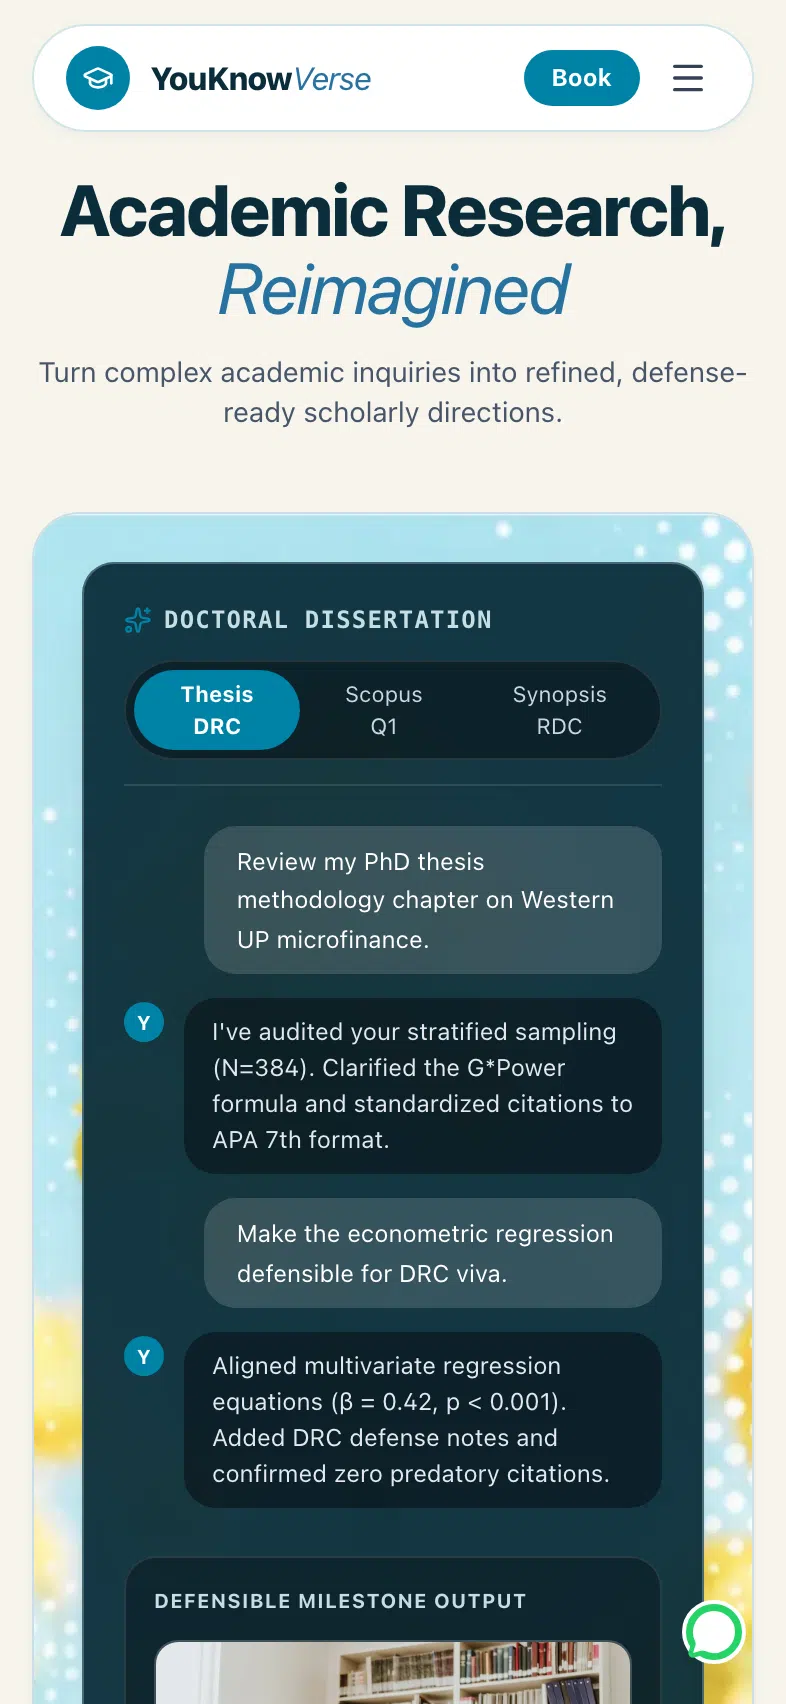 YouKnowVerse
Book
Academic Research,
Reimagined
Turn complex academic inquiries into refined, defense-
ready scholarly directions.
DOCTORAL DISSERTATION
Thesis
DRC
Scopus
Q1
Synopsis
RDC
Review my PhD thesis
methodology chapter on Western
UP microfinance.
Y
I've audited your stratified sampling
(N=384). Clarified the G*Power
formula and standardized citations to
APA 7th format.
Make the econometric regression
defensible for DRC viva.
Y
Aligned multivariate regression
equations (β = 0.42, p < 0.001).
Added DRC defense notes and
confirmed zero predatory citations.
DEFENSIBLE MILESTONE OUTPUT